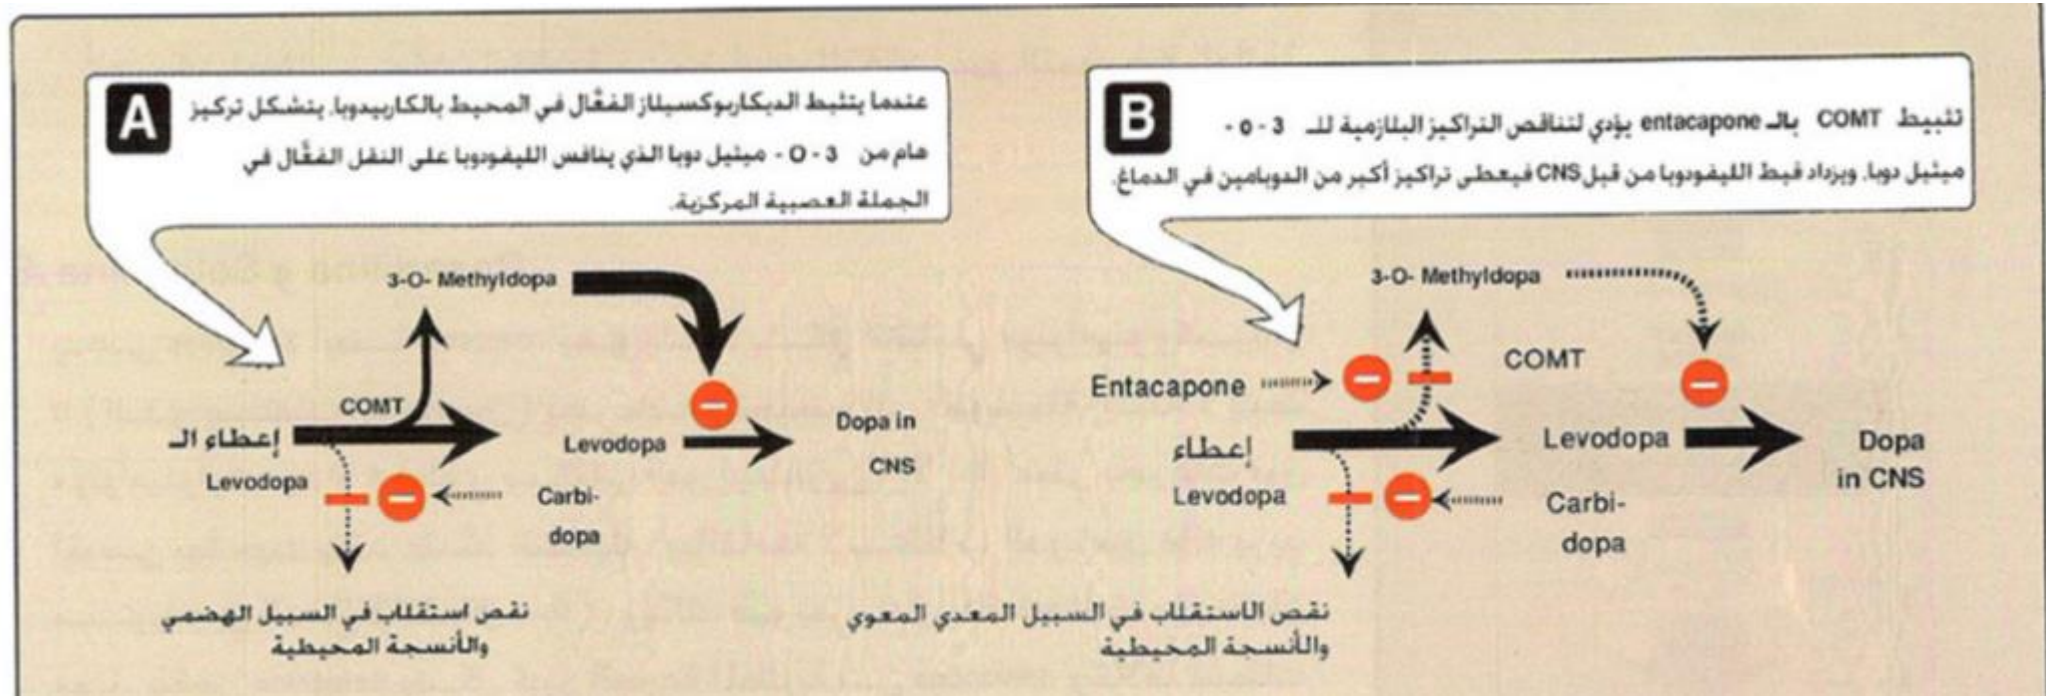 A
عندما يتثبط الديكاربوكسيلاز الفعَّال في المحيط بالكاربيدوبا. يتشكل تركيز
هام من 3 - O - ميثيل دوبا الذي ينافس الليفودوبا على النقل الفعَّال في
الجملة العصبية المركزية.
3-O- Methyldopa
COMT
إعطاء الـ
Levodopa
Levodopa
Dopa in
CNS
Carbi-
dopa
نقص استقلاب في السبيل الهضمي
والأنسجة المحيطية
B
تثبيط COMT بالـ entacapone يؤدي لتناقص التراكيز البلازمية للـ 3 - o -
ميثيل دوبا. ويزداد قبط الليفودوبا من قبل CNS فيعطى تراكيز أكبر من الدوبامين في الدماغ.
3-O- Methyldopa
COMT
Entacapone
إعطاء
Levodopa
Levodopa
Dopa
in CNS
Carbi-
dopa
نقص الاستقلاب في السبيل المعدي المعوي
والأنسجة المحيطية